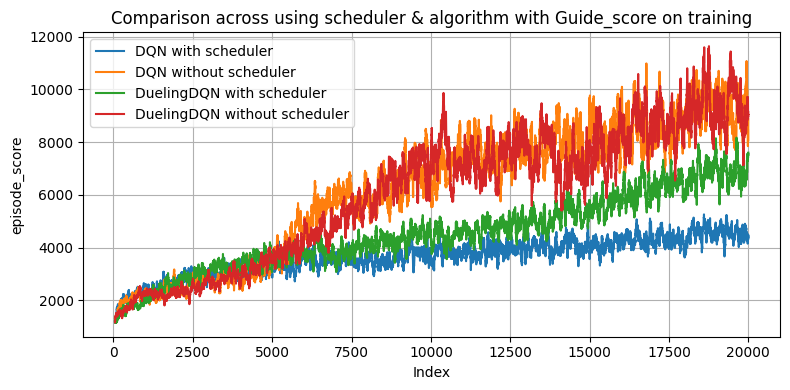 Comparison across using scheduler & algorithm with Guide_score on training
DQN with scheduler
DQN without scheduler
DuelingDQN with scheduler
DuelingDQN without scheduler
episode_score
12000
10000
8000
6000
4000
2000
0 2500 5000 7500 10000 12500 15000 17500 20000
Index